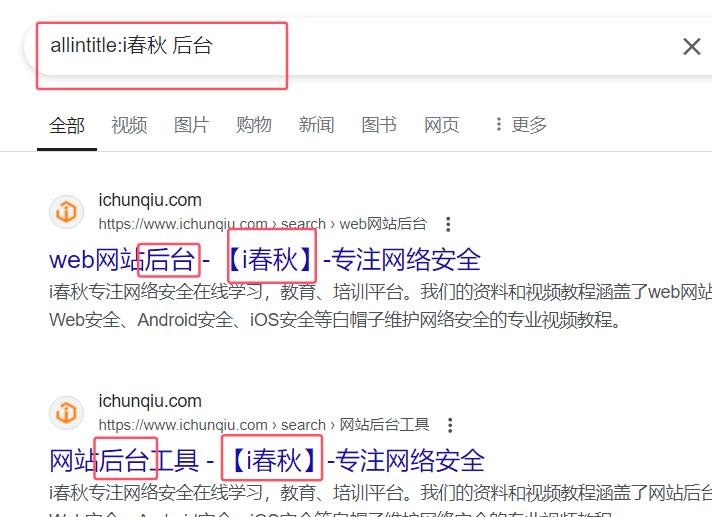 allintitle:i春秋 后台
全部 视频 图片 购物 新闻 图书 网页 更多
ichunqiu.com
https://www.ichunqiu.com › search › web网站后台
web网站后台 - 【i春秋】-专注网络安全
i春秋专注网络安全在线学习，教育、培训平台。我们的资料和视频教程涵盖了web网站
Web安全、Android安全、iOS安全等白帽子维护网络安全的专业视频教程。
ichunqiu.com
https://www.ichunqiu.com › search › 网站后台工具
网站后台工具 - 【i春秋】-专注网络安全
i春秋专注网络安全在线学习，教育、培训平台。我们的资料和视频教程涵盖了网站后台